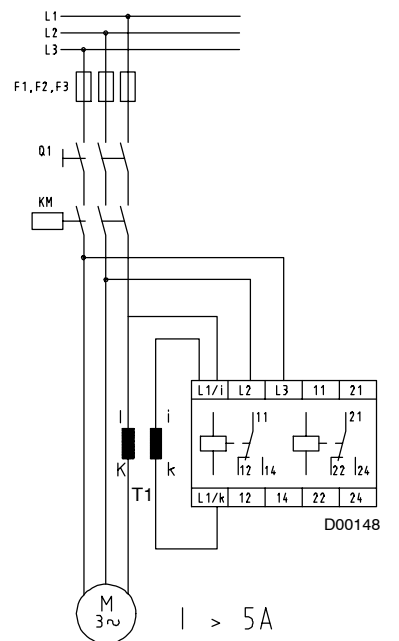 L1
L2
L3
F1,F2,F3
Q1
KM
L1/i L2 L3 11 21
11 21
12 14 22 24
L1/k 12 14 22 24
l i
K k
T1
D00148
M
3~
I > 5A